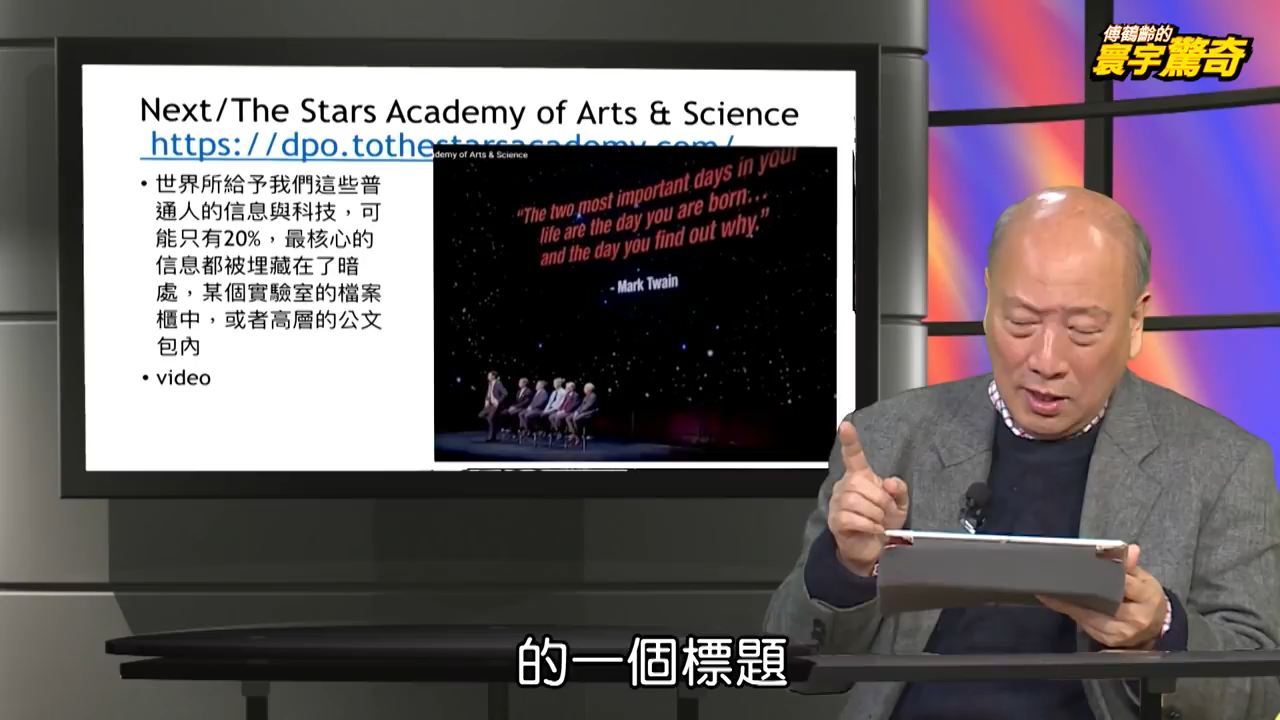 傅鶴齡的
寰宇驚奇
Next/The Stars Academy of Arts & Science
https://dpo.tothestarsacademy.com/
• 世界所給予我們這些普
通人的信息與科技，可
能只有20%，最核心的
信息都被埋藏在了暗
處，某個實驗室的檔案
櫃中，或者高層的公文
包內
• video
demy of Arts & Science
“The two most important days in your
life are the day you are born...
and the day you find out why.”
- Mark Twain
的一個標題